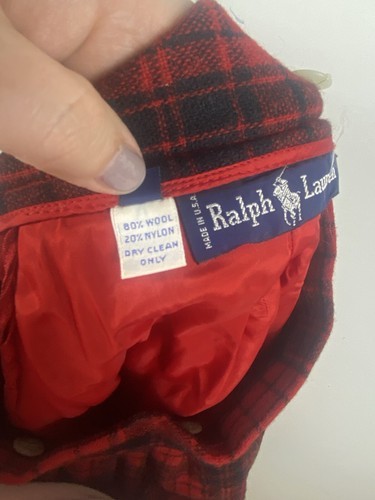 80% WOOL
20% NYLON
DRY CLEAN
ONLY
MADE IN U.S.A.
Ralph Lauren